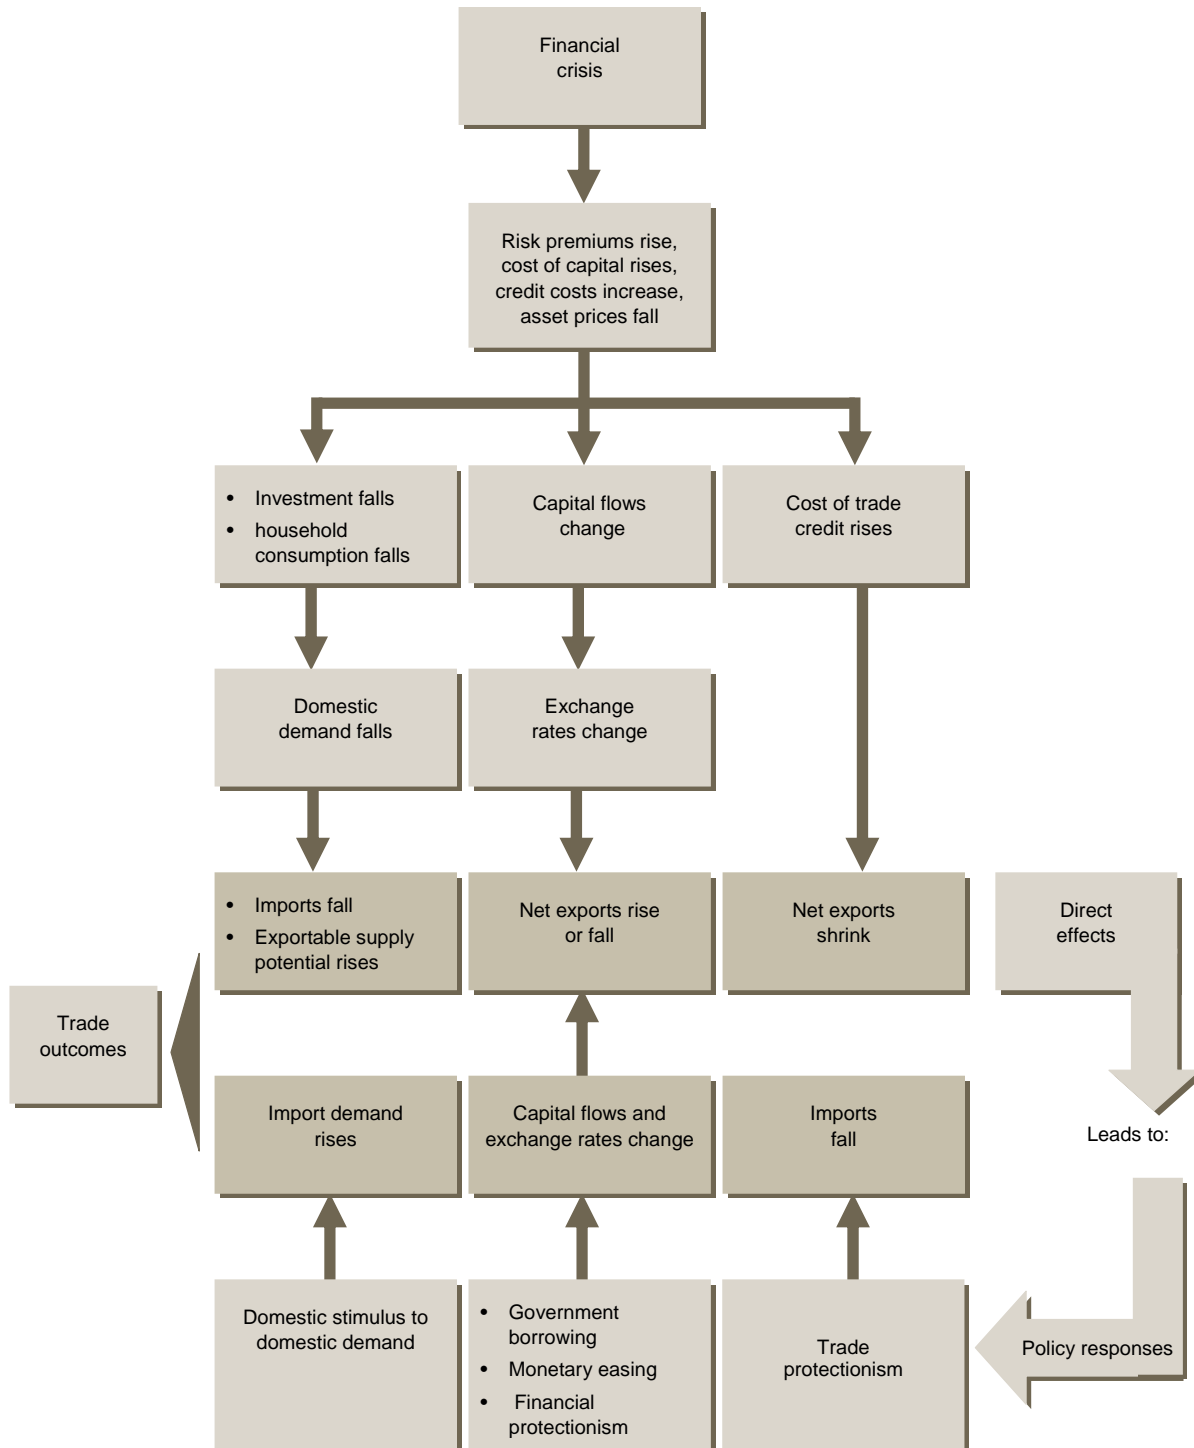 Financial
crisis
Risk premiums rise,
cost of capital rises,
credit costs increase,
asset prices fall
• Investment falls
• household
consumption falls
Capital flows
change
Cost of trade
credit rises
Domestic
demand falls
Exchange
rates change
• Imports fall
• Exportable supply
potential rises
Net exports rise
or fall
Net exports
shrink
Direct
effects
Trade
outcomes
Import demand
rises
Capital flows and
exchange rates change
Imports
fall
Leads to:
Domestic stimulus to
domestic demand
• Government
borrowing
• Monetary easing
• Financial
protectionism
Trade
protectionism
Policy responses